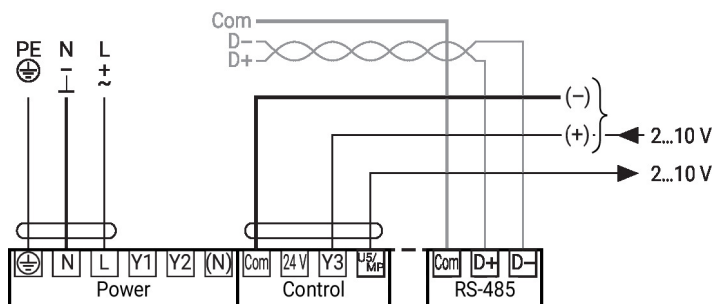 Com
D−
D+
PE N L
− +
⊥ ~
(−)
(+) 2...10 V
2...10 V
N L Y1 Y2 (N) Com 24 V Y3 U5/MP Com D+ D−
Power Control RS-485